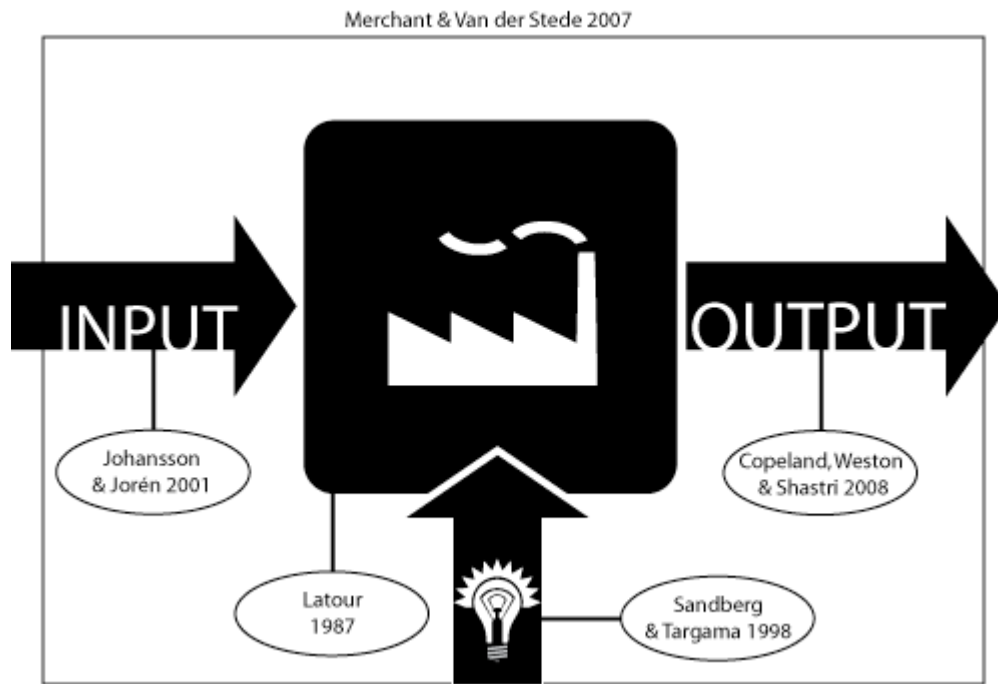 Merchant & Van der Stede 2007
INPUT
OUTPUT
Johansson
& Jorén 2001
Copeland, Weston
& Shastri 2008
Latour
1987
Sandberg
& Targama 1998